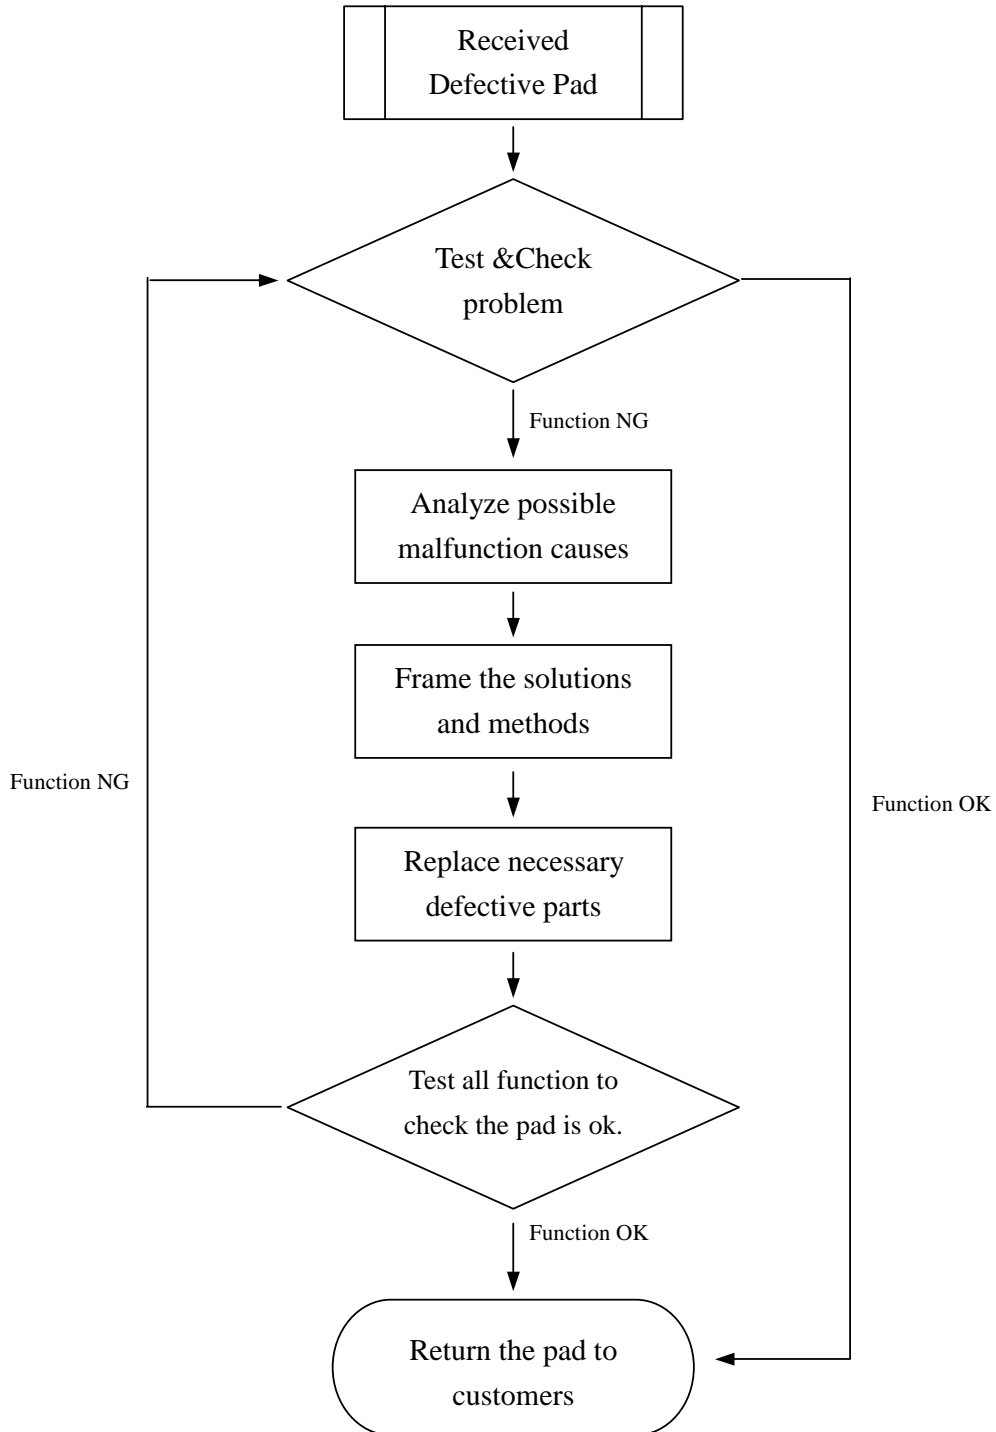 Received
Defective Pad
Test &Check
problem
Function NG
Analyze possible
malfunction causes
Frame the solutions
and methods
Function NG
Function OK
Replace necessary
defective parts
Test all function to
check the pad is ok.
Function OK
Return the pad to
customers